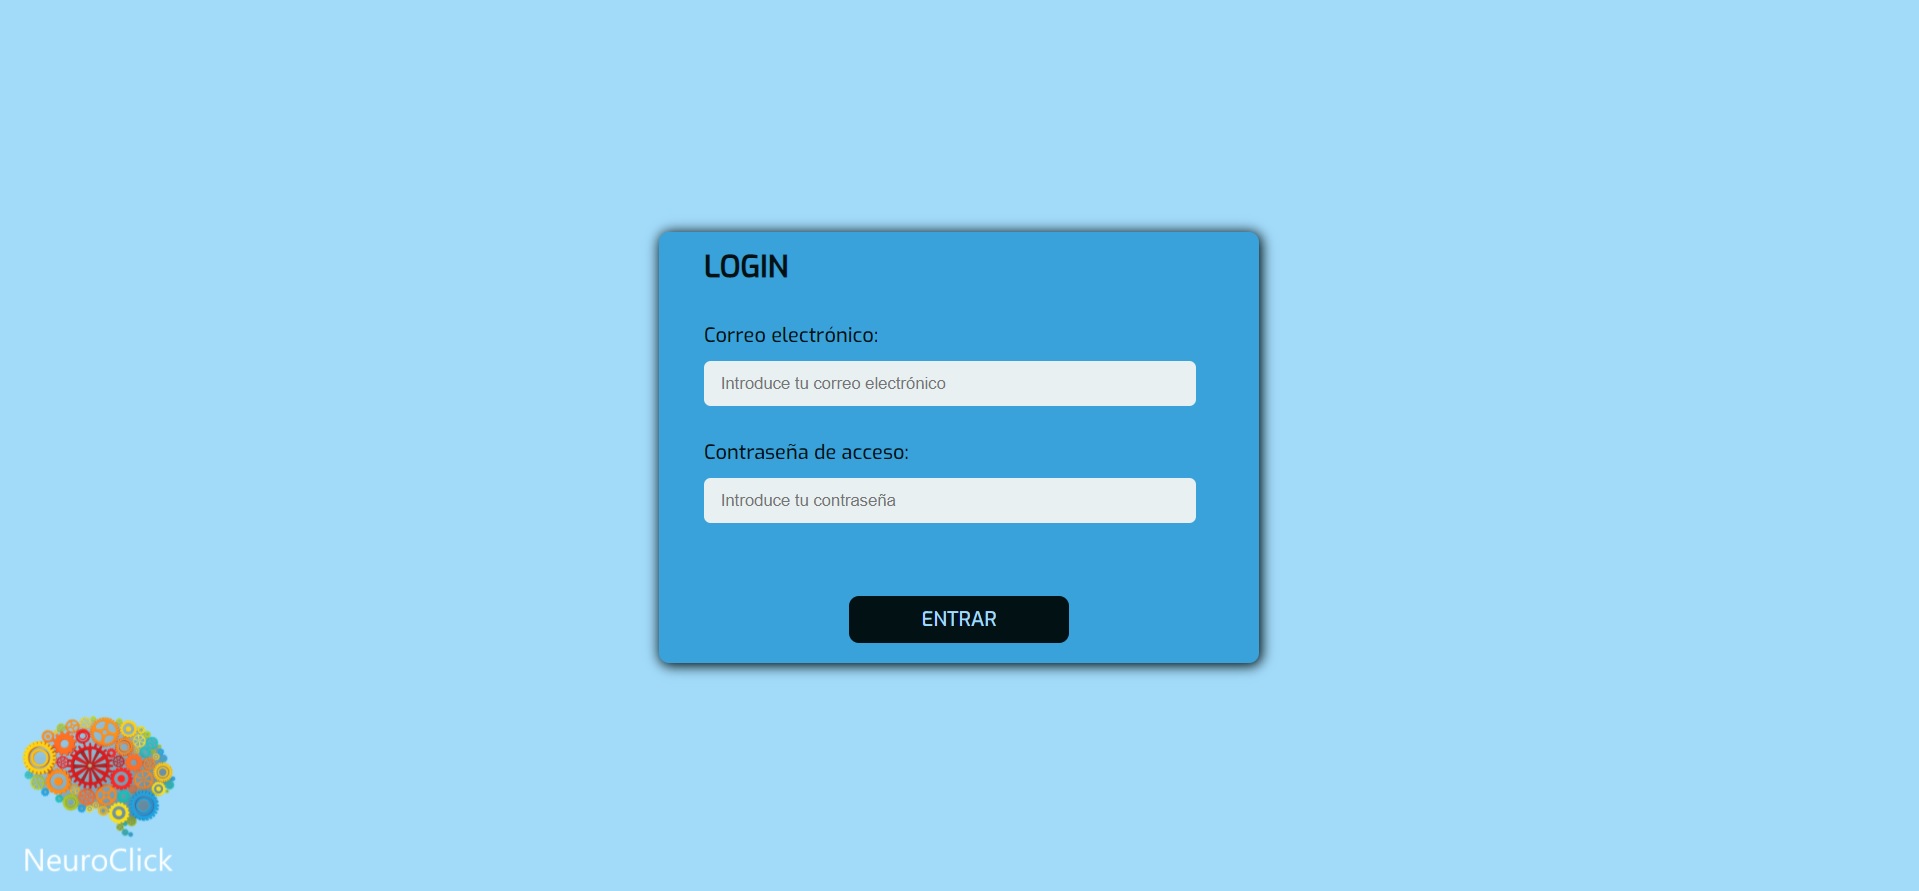 LOGIN
Correo electrónico:
Introduce tu correo electrónico
Contraseña de acceso:
Introduce tu contraseña
ENTRAR
NeuroClick